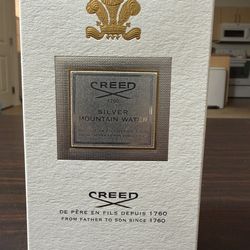 CREED
1760
SILVER
MOUNTAIN WATER
CREED
DE PÈRE EN FILS DEPUIS 1760
FROM FATHER TO SON SINCE 1760